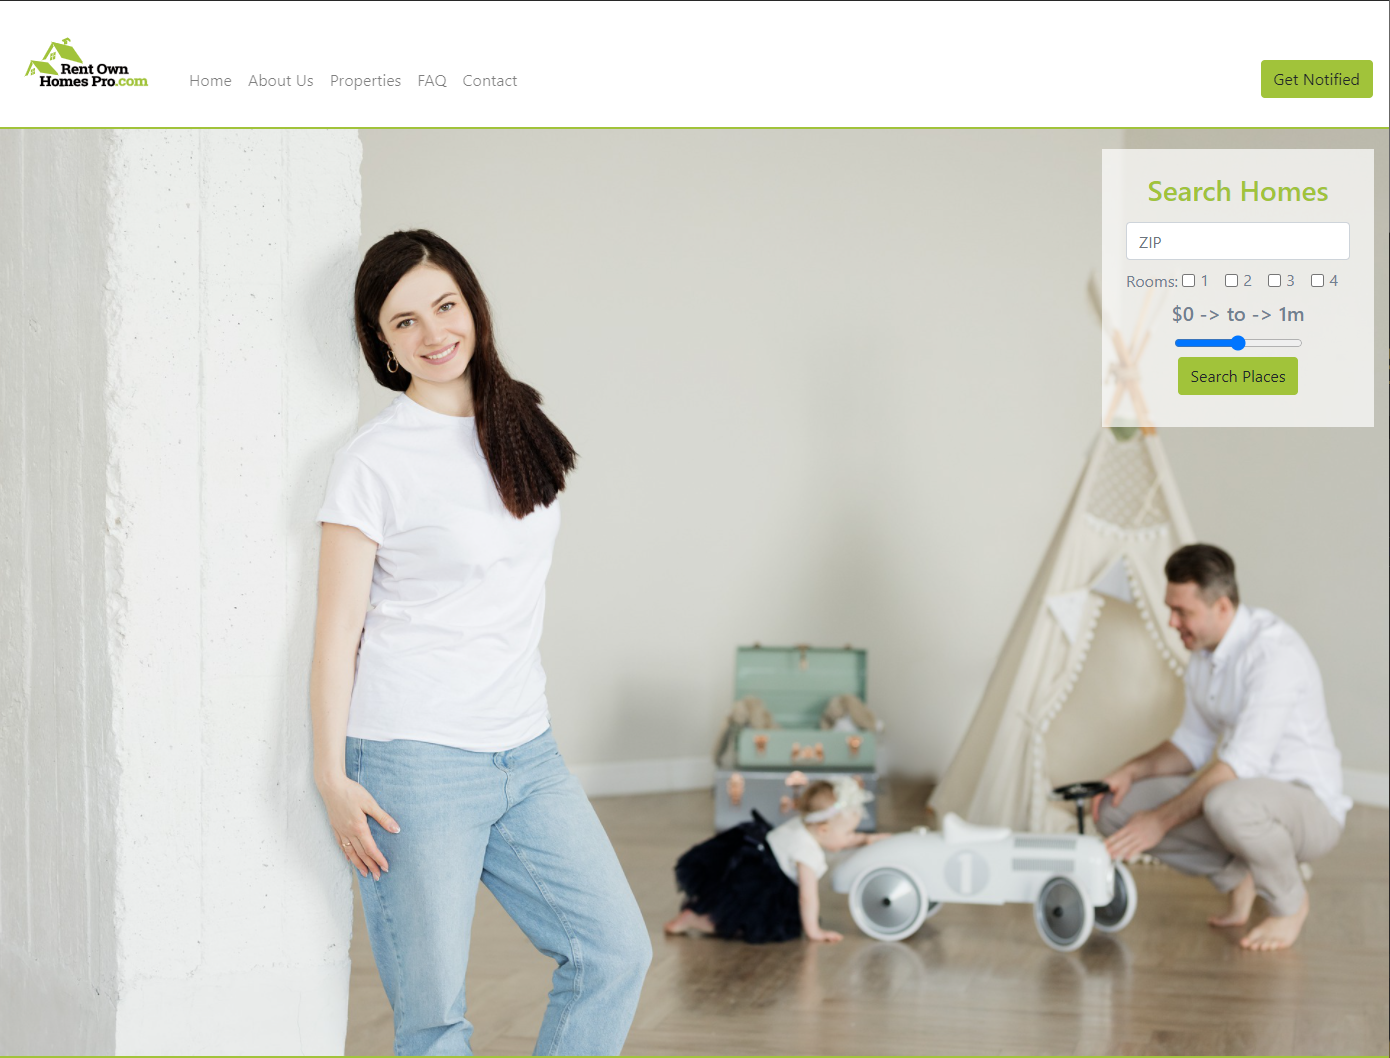 Rent Own
Homes Pro.com
Home About Us Properties FAQ Contact
Get Notified
Search Homes
ZIP
Rooms: 1 2 3 4
$0 -> to -> 1m
Search Places
1